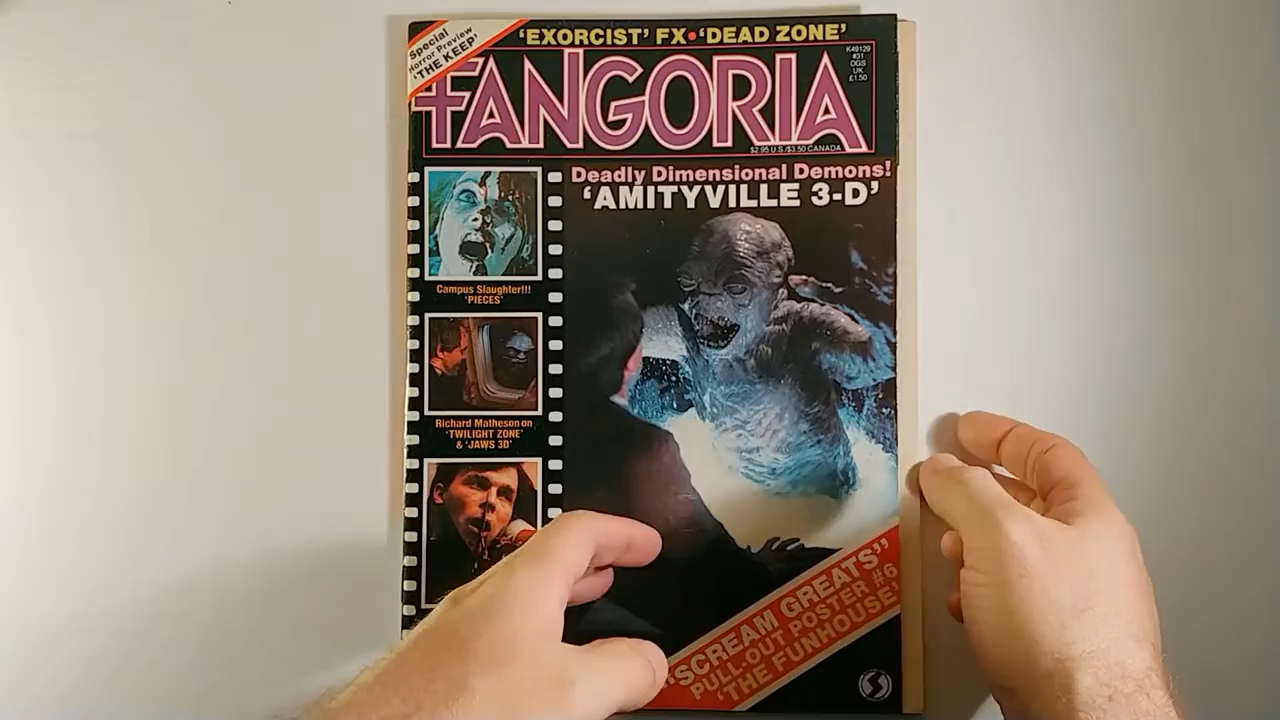 'EXORCIST' FX•'DEAD ZONE'
Special
Horror Preview
'THE KEEP'
FANGORIA
K49129
#31
DGS
UK
£1.50
$2.95 U.S./$3.50 CANADA
Deadly Dimensional Demons!
'AMITYVILLE 3-D'
Campus Slaughter!!!
'PIECES'
Richard Matheson on
'TWILIGHT ZONE'
& 'JAWS 3D'
"SCREAM GREATS"
PULL-OUT POSTER #6
'THE FUNHOUSE'